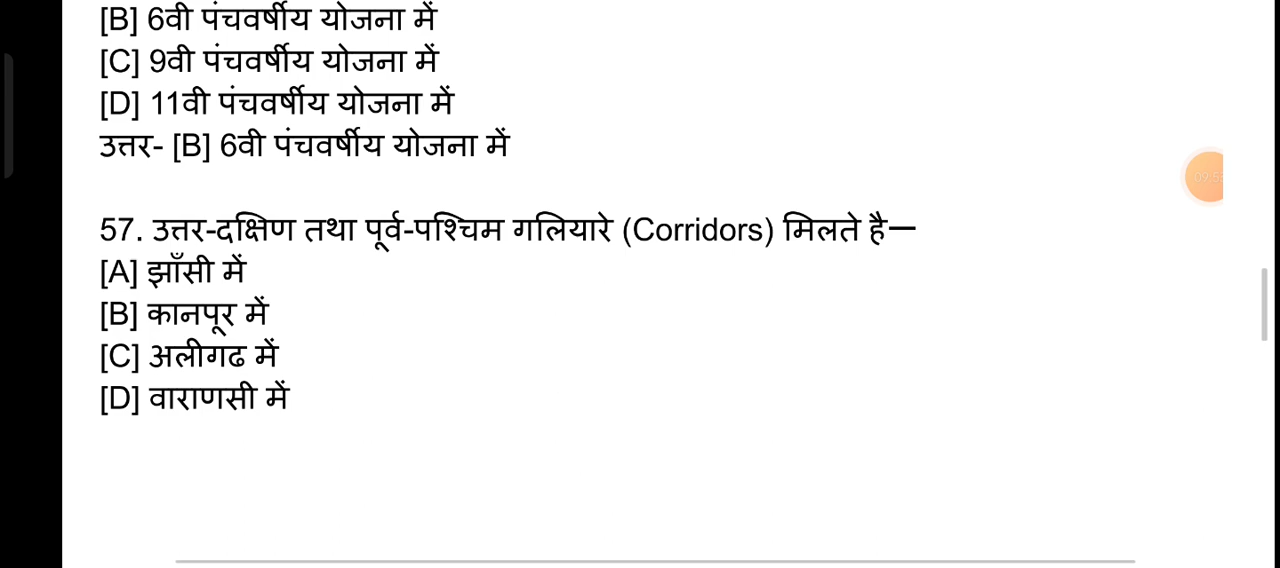 [B] 6वी पंचवर्षीय योजना में
[C] 9वी पंचवर्षीय योजना में
[D] 11वी पंचवर्षीय योजना में
उत्तर- [B] 6वी पंचवर्षीय योजना में
57. उत्तर-दक्षिण तथा पूर्व-पश्चिम गलियारे (Corridors) मिलते है—
[A] झाँसी में
[B] कानपूर में
[C] अलीगढ में
[D] वाराणसी में